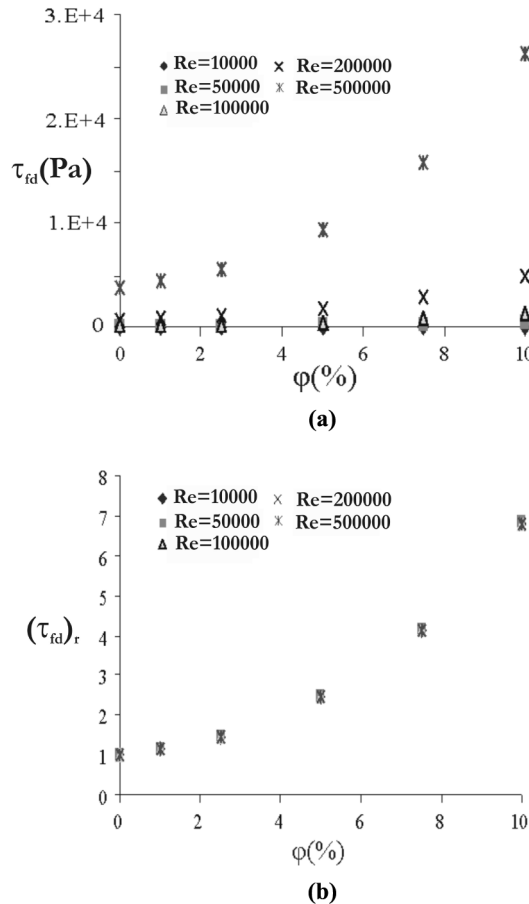 3.E+4
Re=10000 Re=200000
Re=50000 Re=500000
Re=100000
2.E+4
τfd(Pa)
1.E+4
0
0 2 4 6 8 10
φ(%)
(a)
8
7
Re=10000 Re=200000
Re=50000 Re=500000
Re=100000
6
5
(τfd)r
4
3
2
1
0
0 2 4 6 8 10
φ(%)
(b)